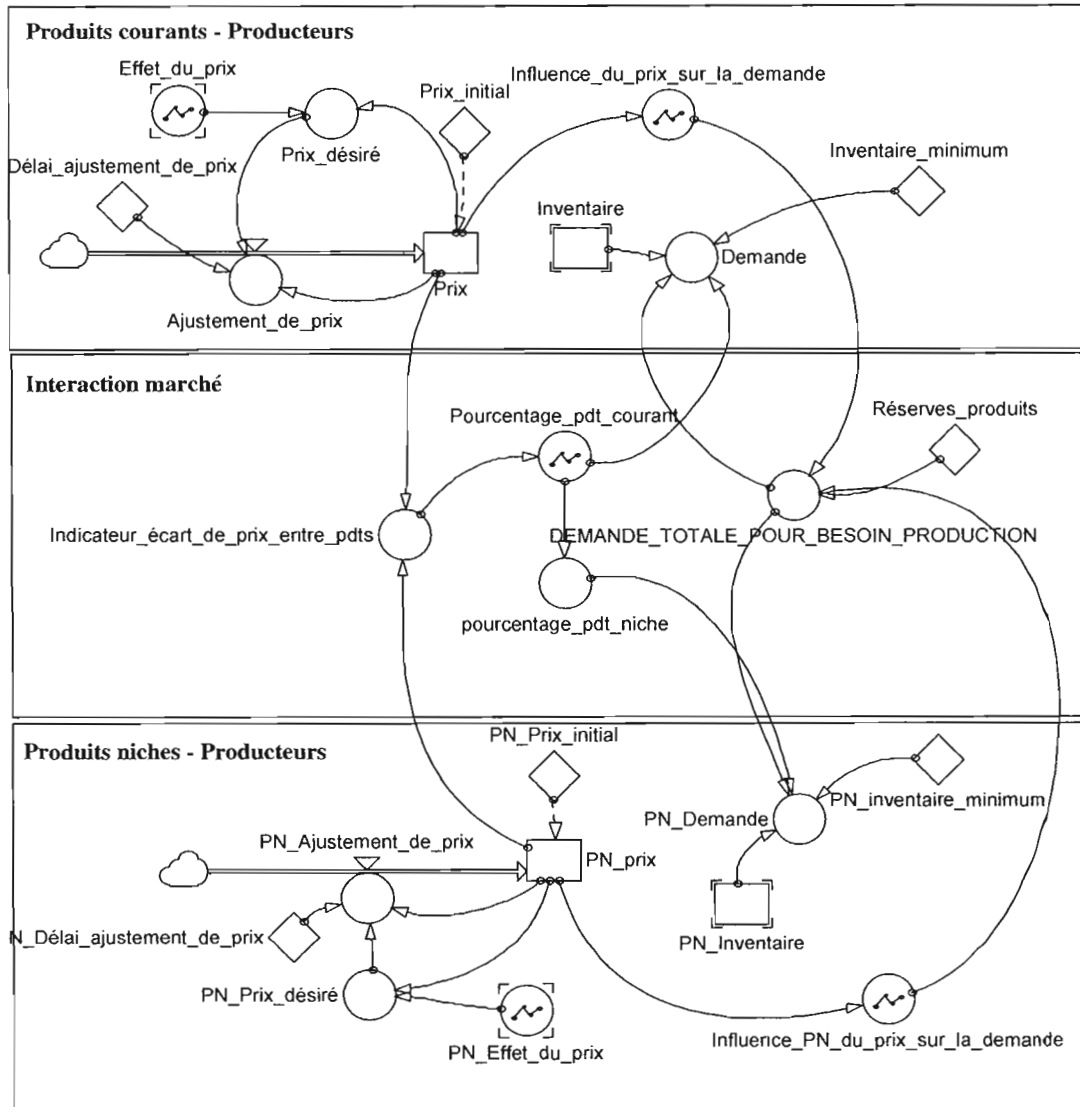 Produits courants - Producteurs
Effet_du_prix
Prix_initial
Influence_du_prix_sur_la_demande
Prix_désiré
Délai_ajustement_de_prix
Inventaire_minimum
Inventaire
Demande
Prix
Ajustement_de_prix
Interaction marché
Pourcentage_pdt_courant
Réserves_produits
Indicateur_écart_de_prix_entre_pdts
DEMANDE_TOTALE_POUR_BESOIN_PRODUCTION
pourcentage_pdt_niche
Produits niches - Producteurs
PN_Prix_initial
PN_inventaire_minimum
PN_Demande
PN_Ajustement_de_prix
PN_prix
N_Délai_ajustement_de_prix
PN_Inventaire
PN_Prix_désiré
PN_Effet_du_prix
Influence_PN_du_prix_sur_la_demande